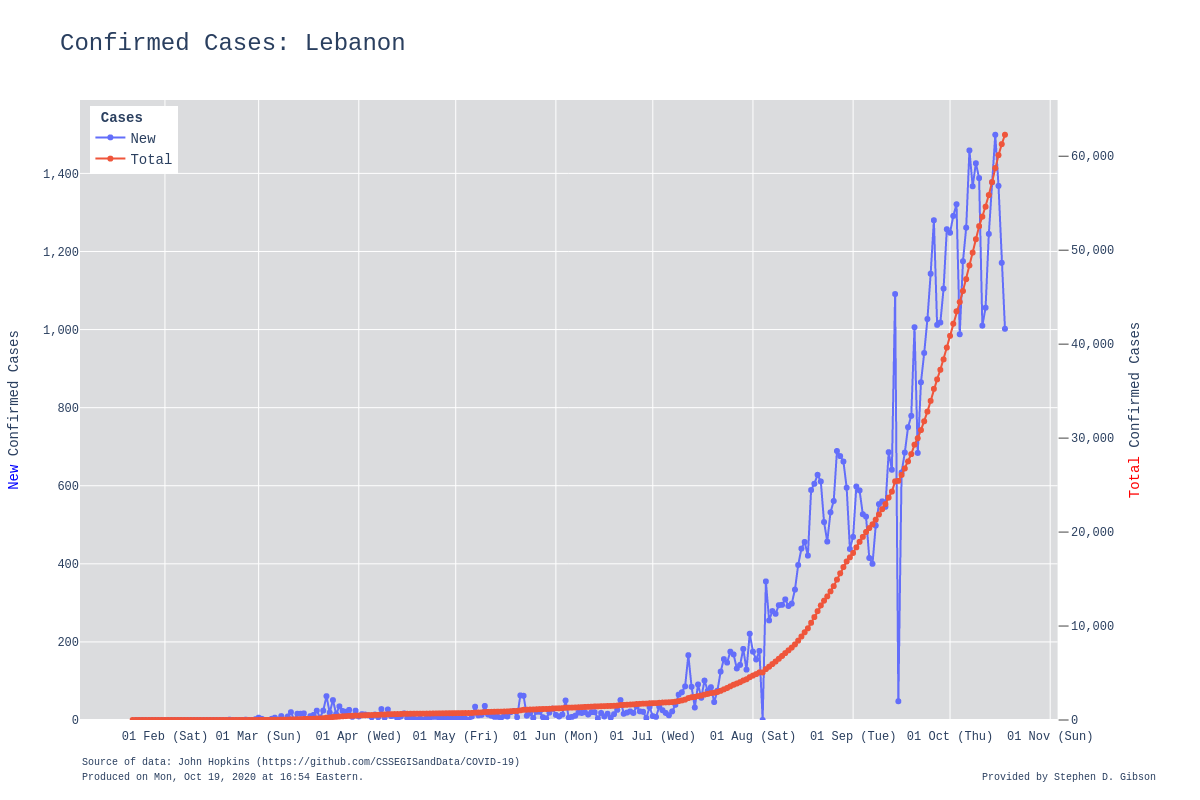 Confirmed Cases: Lebanon
Cases
New
Total
1,400
1,200
1,000
800
600
400
200
0
60,000
50,000
40,000
30,000
20,000
10,000
0
New Confirmed Cases
Total Confirmed Cases
01 Feb (Sat) 01 Mar (Sun) 01 Apr (Wed) 01 May (Fri) 01 Jun (Mon) 01 Jul (Wed) 01 Aug (Sat) 01 Sep (Tue) 01 Oct (Thu) 01 Nov (Sun)
Source of data: John Hopkins (https://github.com/CSSEGISandData/COVID-19)
Produced on Mon, Oct 19, 2020 at 16:54 Eastern.
Provided by Stephen D. Gibson